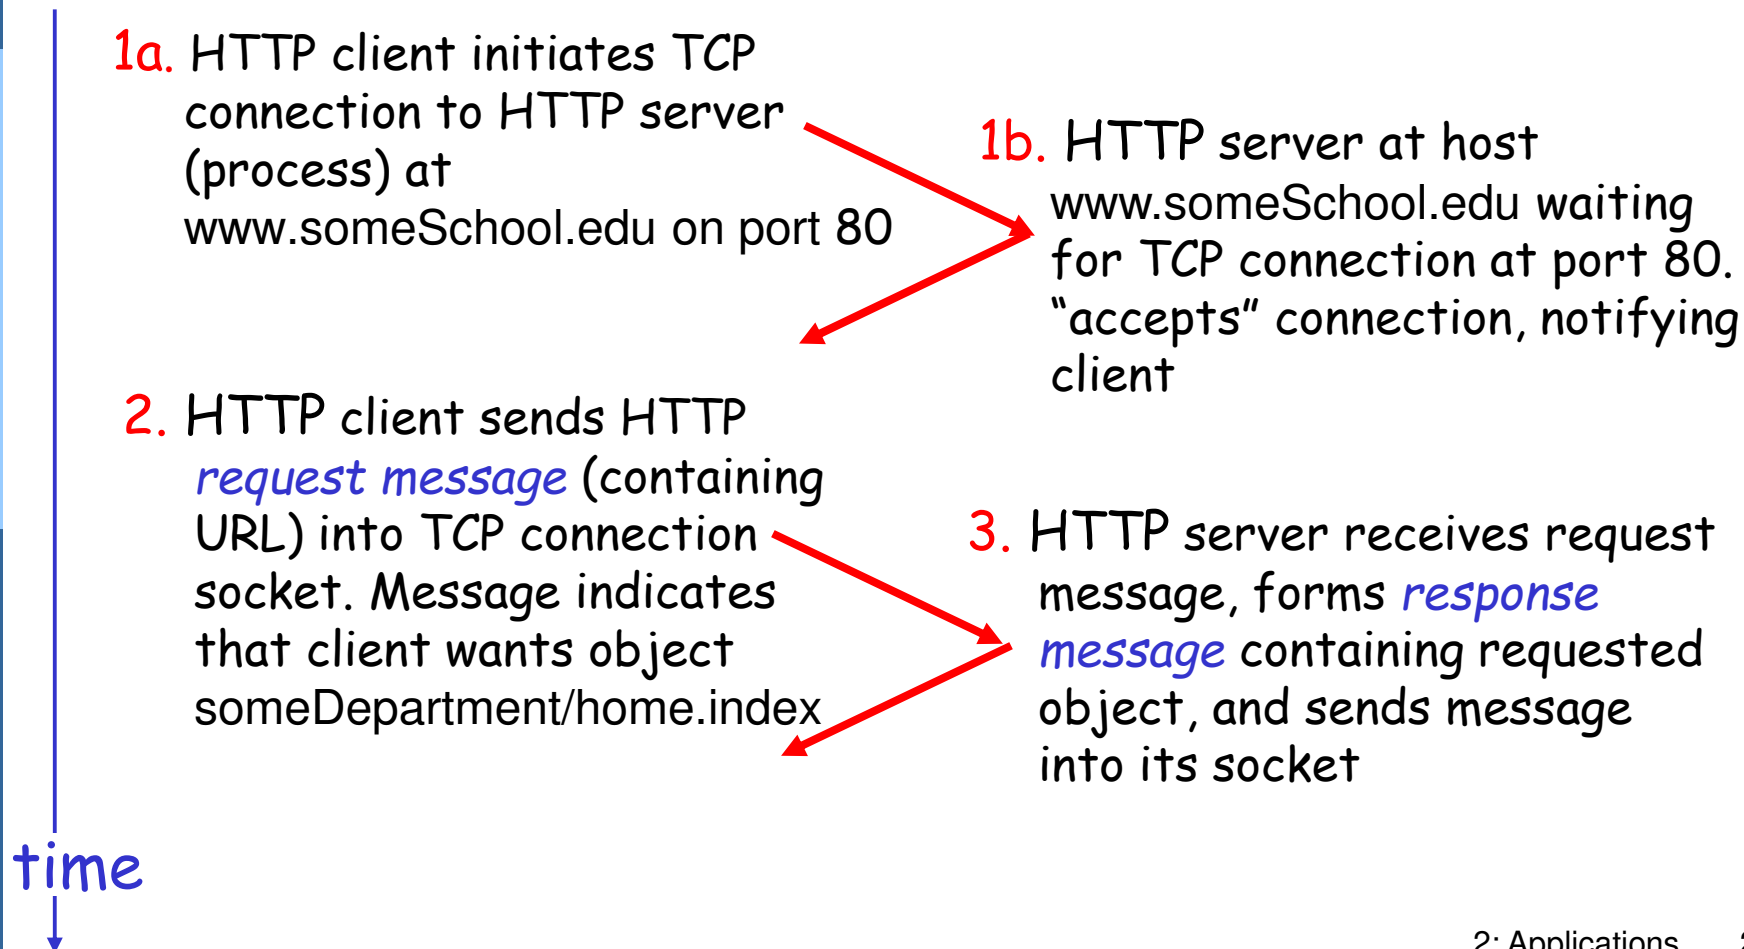 1a. HTTP client initiates TCP
connection to HTTP server
(process) at
www.someSchool.edu on port 80
1b. HTTP server at host
www.someSchool.edu waiting
for TCP connection at port 80.
“accepts” connection, notifying
client
2. HTTP client sends HTTP
request message (containing
URL) into TCP connection
socket. Message indicates
that client wants object
someDepartment/home.index
3. HTTP server receives request
message, forms response
message containing requested
object, and sends message
into its socket
time
2: Applications